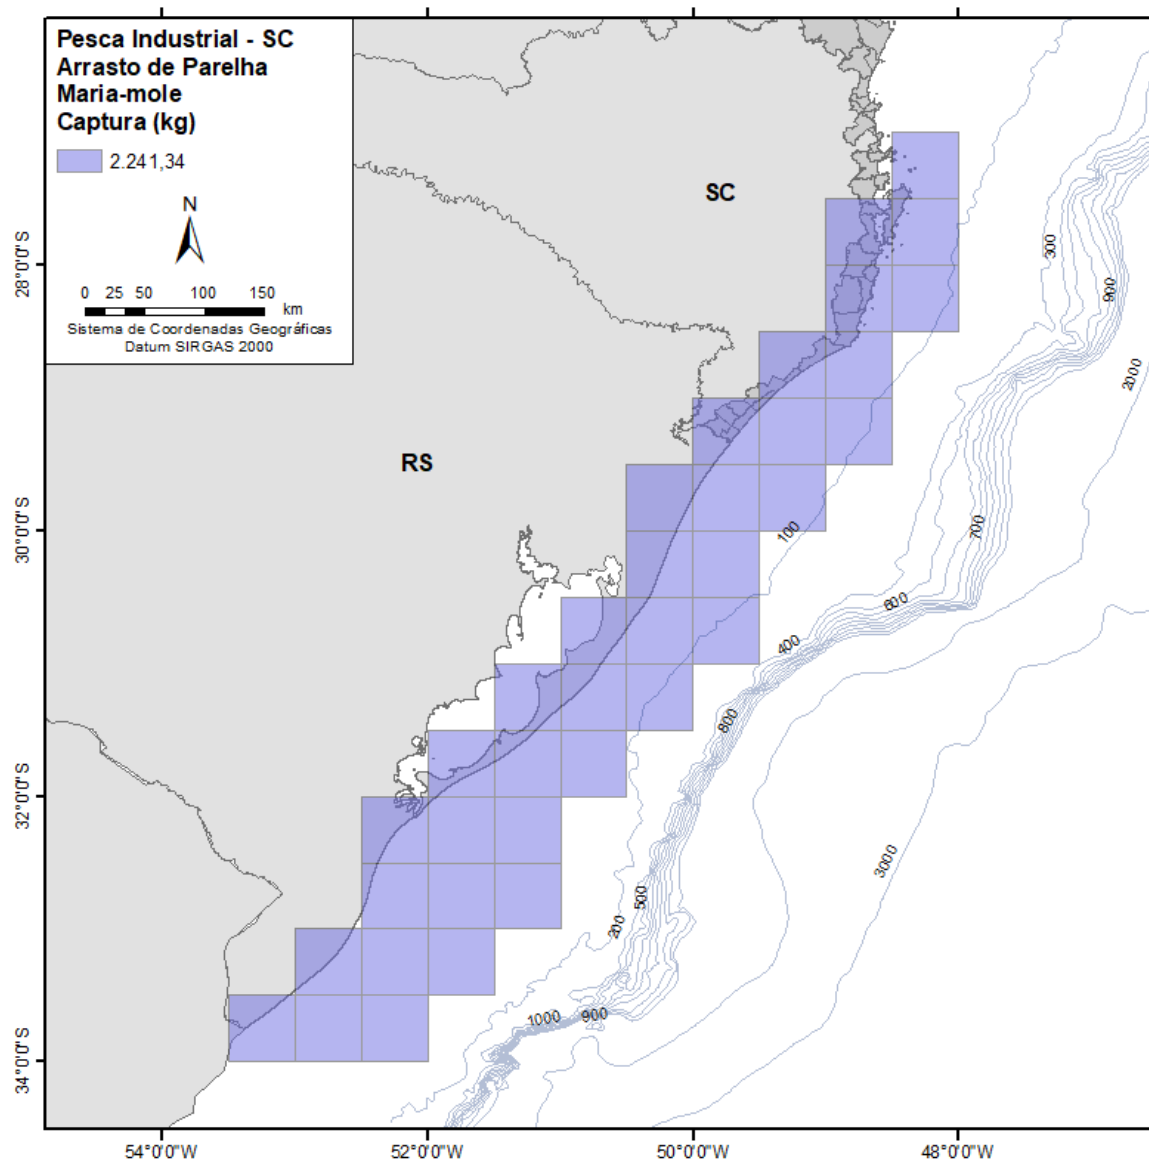 Pesca Industrial - SC
Arrasto de Parelha
Maria-mole
Captura (kg)
2.241,34
N
0 25 50 100 150
km
Sistema de Coordenadas Geográficas
Datum SIRGAS 2000
SC
RS
300
900
2000
100
700
600
400
800
3000
500
200
1000
900
28°0'0"S
30°0'0"S
32°0'0"S
34°0'0"S
54°0'0"W
52°0'0"W
50°0'0"W
48°0'0"W